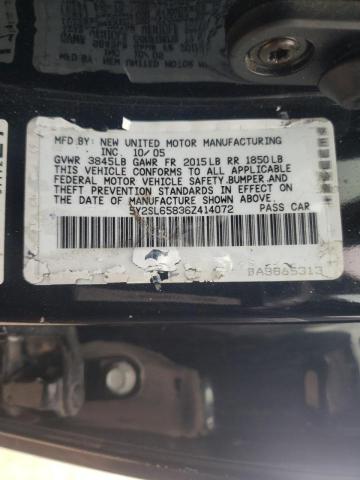 MFD.BY: NEW UNITED MOTOR MANUFACTURING
INC. 10/05
GVWR 3845LB GAWR FR 2015LB RR 1850LB
THIS VEHICLE CONFORMS TO ALL APPLICABLE
FEDERAL MOTOR VEHICLE SAFETY,BUMPER,AND
THEFT PREVENTION STANDARDS IN EFFECT ON
THE DATE OF MANUFACTURE SHOWN ABOVE.
5Y2SL65836Z414072 PASS CAR
BA9865313